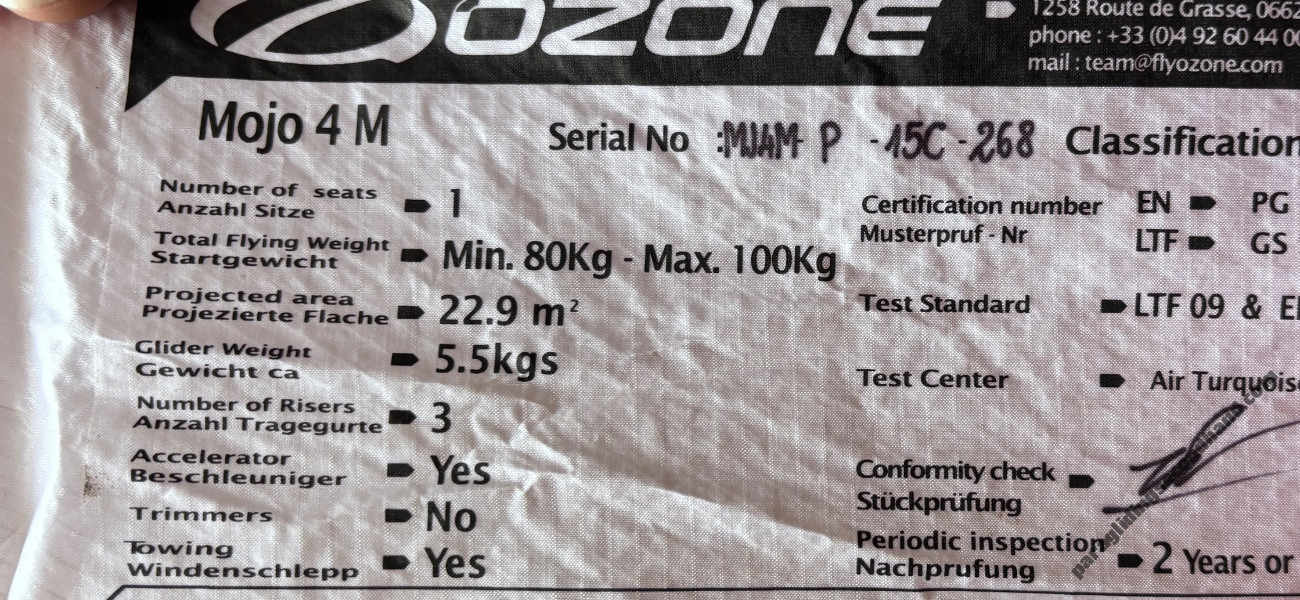 OZONE
1258 Route de Grasse, 0662
phone : +33 (0)4 92 60 44 0
mail : team@flyozone.com
Mojo 4 M
Serial No :MJ4M P -15C -268 Classification
Number of seats
Anzahl Sitze
1
Total Flying Weight
Startgewicht
Min. 80Kg - Max. 100Kg
Projected area
Projezierte Flache
22.9 m²
Glider Weight
Gewicht ca
5.5kgs
Number of Risers
Anzahl Tragegurte
3
Accelerator
Beschleuniger
Yes
Trimmers
No
Towing
Windenschlepp
Yes
Certification number
Musterpruf - Nr
EN PG
LTF GS
Test Standard
LTF 09 & E
Test Center
Air Turquois
Conformity check
Stückprüfung
Periodic inspection
Nachprufung
2 Years or